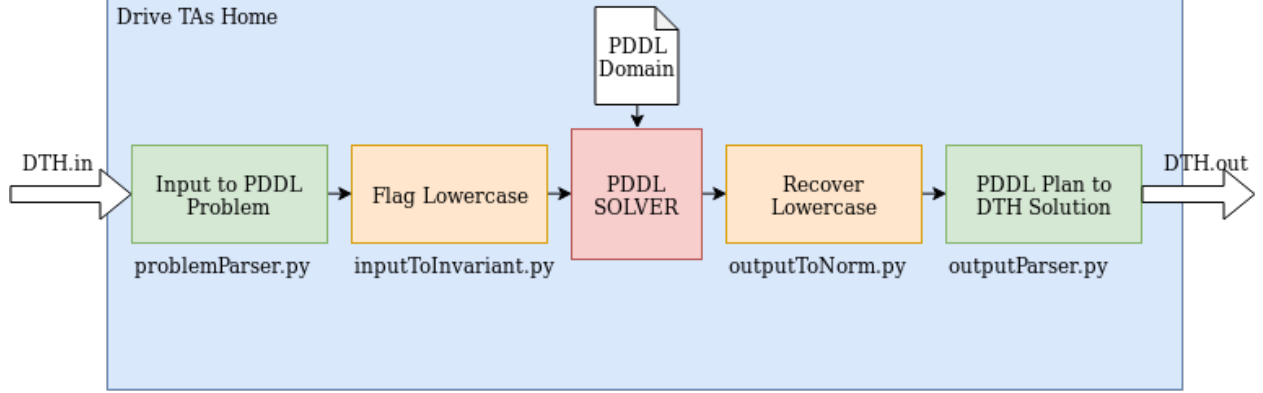 Drive TAs Home
PDDL
Domain
DTH.in
DTH.out
Input to PDDL
Problem
Flag Lowercase
PDDL
SOLVER
Recover
Lowercase
PDDL Plan to
DTH Solution
problemParser.py
inputToInvariant.py
outputToNorm.py
outputParser.py